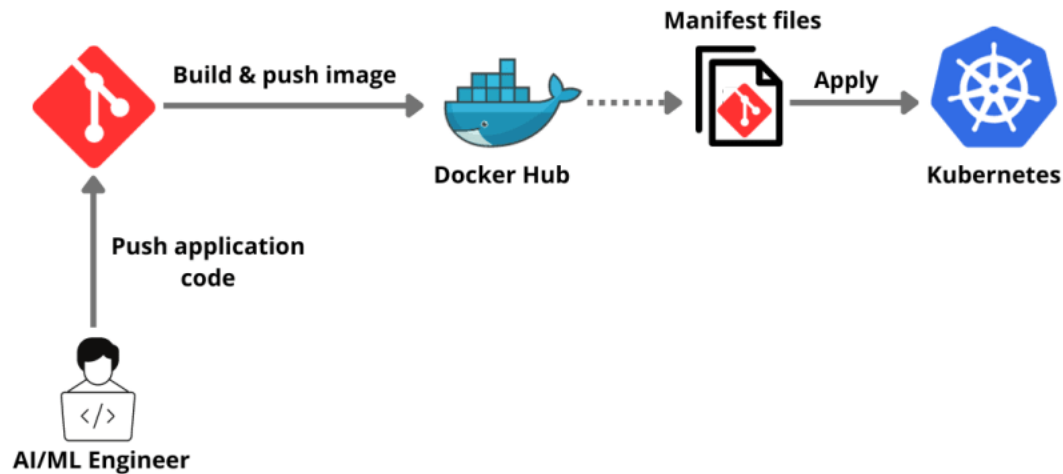 Manifest files
Build & push image
Apply
Docker Hub
Kubernetes
Push application
code
</>
AI/ML Engineer